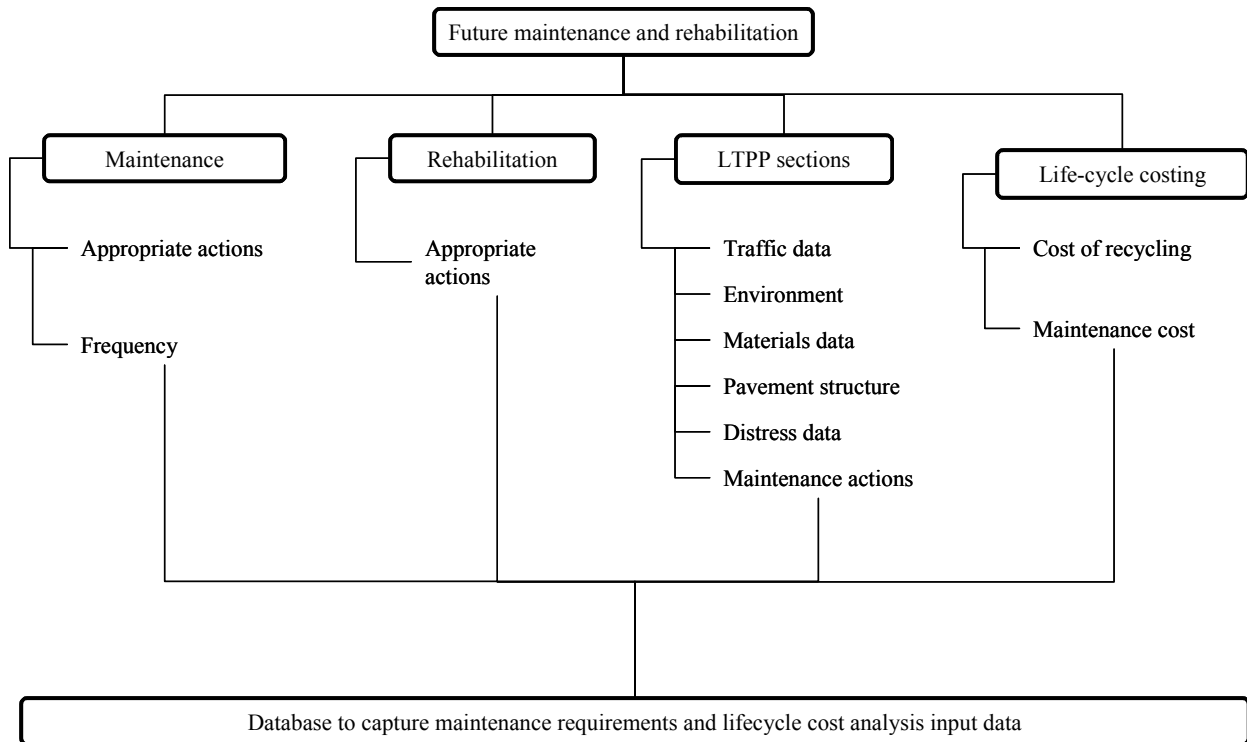 Future maintenance and rehabilitation
Maintenance
Rehabilitation
LTPP sections
Life-cycle costing
Appropriate actions
Frequency
Appropriate
actions
Traffic data
Environment
Materials data
Pavement structure
Distress data
Maintenance actions
Cost of recycling
Maintenance cost
Database to capture maintenance requirements and lifecycle cost analysis input data